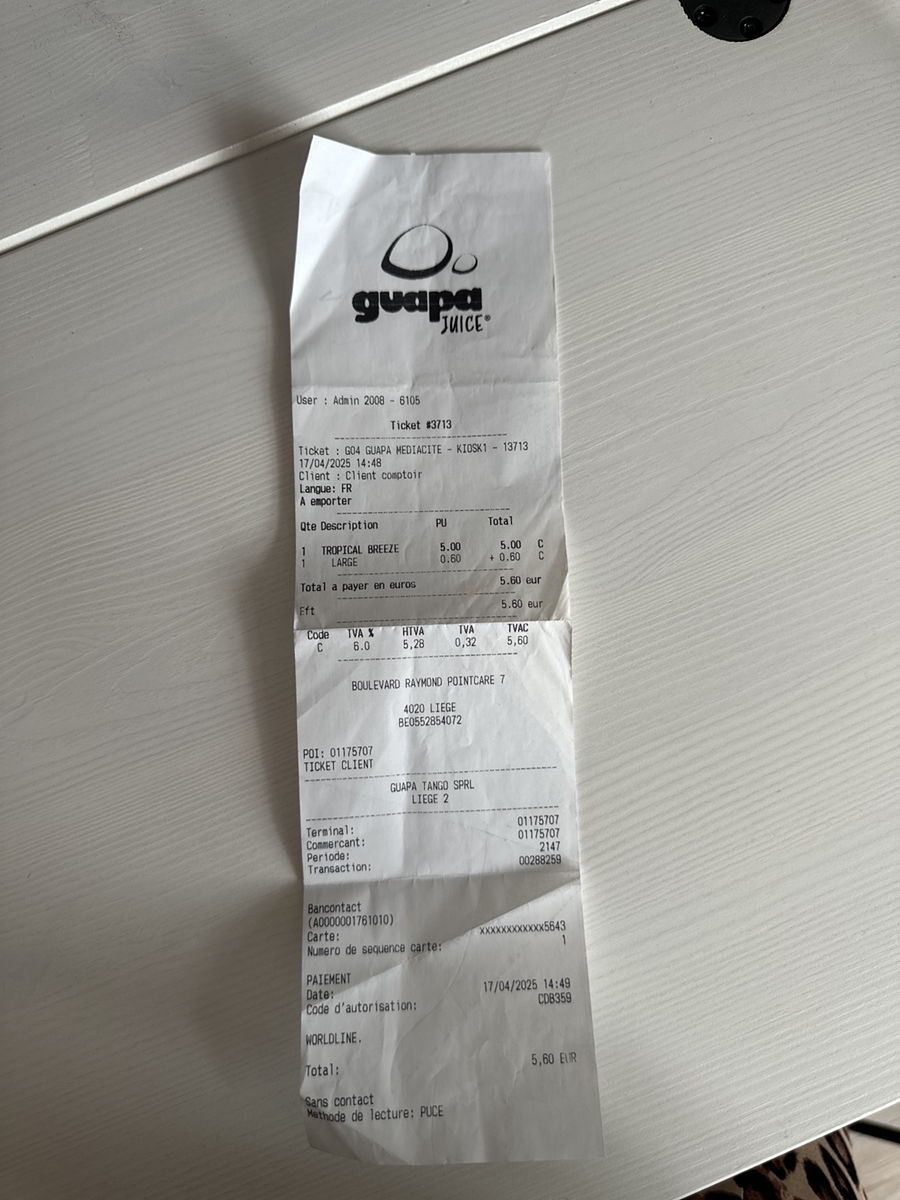 guapa
JUICE®
User : Admin 2008 - 6105
Ticket #3713
Ticket : G04 GUAPA MEDIACITE - KIOSK1 - 13713
17/04/2025 14:48
Client : Client comptoir
Langue: FR
A emporter
Qte Description PU Total
1 TROPICAL BREEZE 5.00 5.00 C
1 LARGE 0.60 + 0.60 C
Total a payer en euros 5.60 eur
Eft 5.60 eur
Code TVA % HTVA TVA TVAC
C 6.0 5,28 0,32 5,60
BOULEVARD RAYMOND POINTCARE 7
4020 LIEGE
BE0552854072
POI: 01175707
TICKET CLIENT
GUAPA TANGO SPRL
LIEGE 2
Terminal: 01175707
Commercant: 01175707
Periode: 2147
Transaction: 00288259
Bancontact
(A0000001761010)
Carte: xxxxxxxxxxxx5643
Numero de sequence carte: 1
PAIEMENT
Date: 17/04/2025 14:49
Code d'autorisation: CDB359
WORLDLINE.
Total: 5,60 EUR
Sans contact
Methode de lecture: PUCE